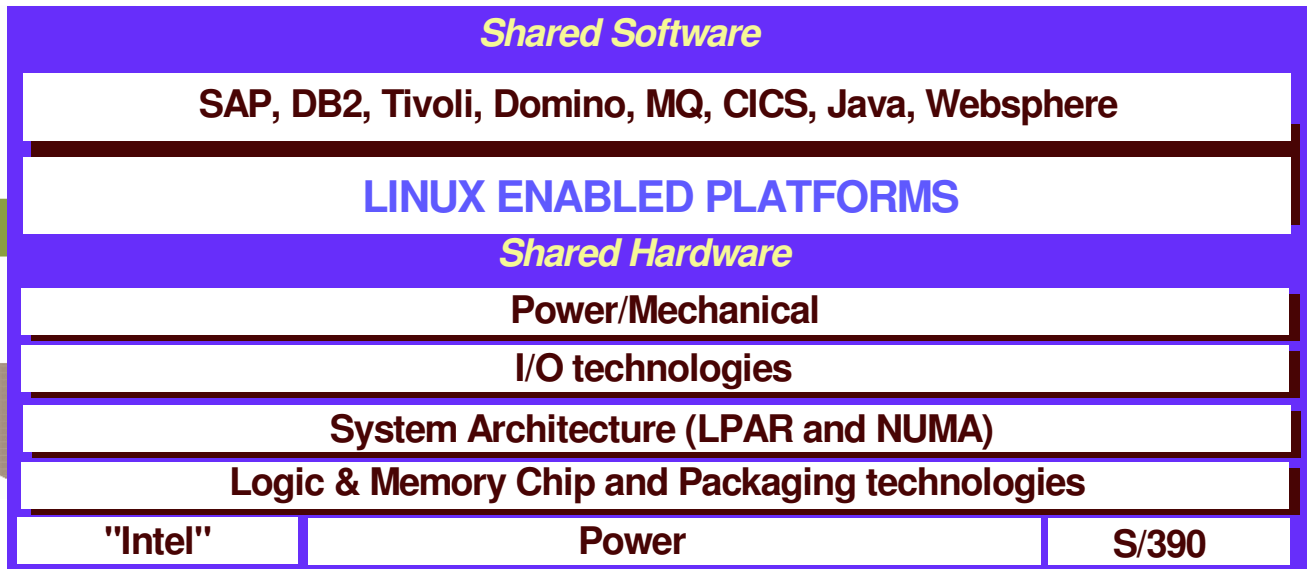 Shared Software
SAP, DB2, Tivoli, Domino, MQ, CICS, Java, Websphere
LINUX ENABLED PLATFORMS
Shared Hardware
Power/Mechanical
I/O technologies
System Architecture (LPAR and NUMA)
Logic & Memory Chip and Packaging technologies
"Intel" Power S/390